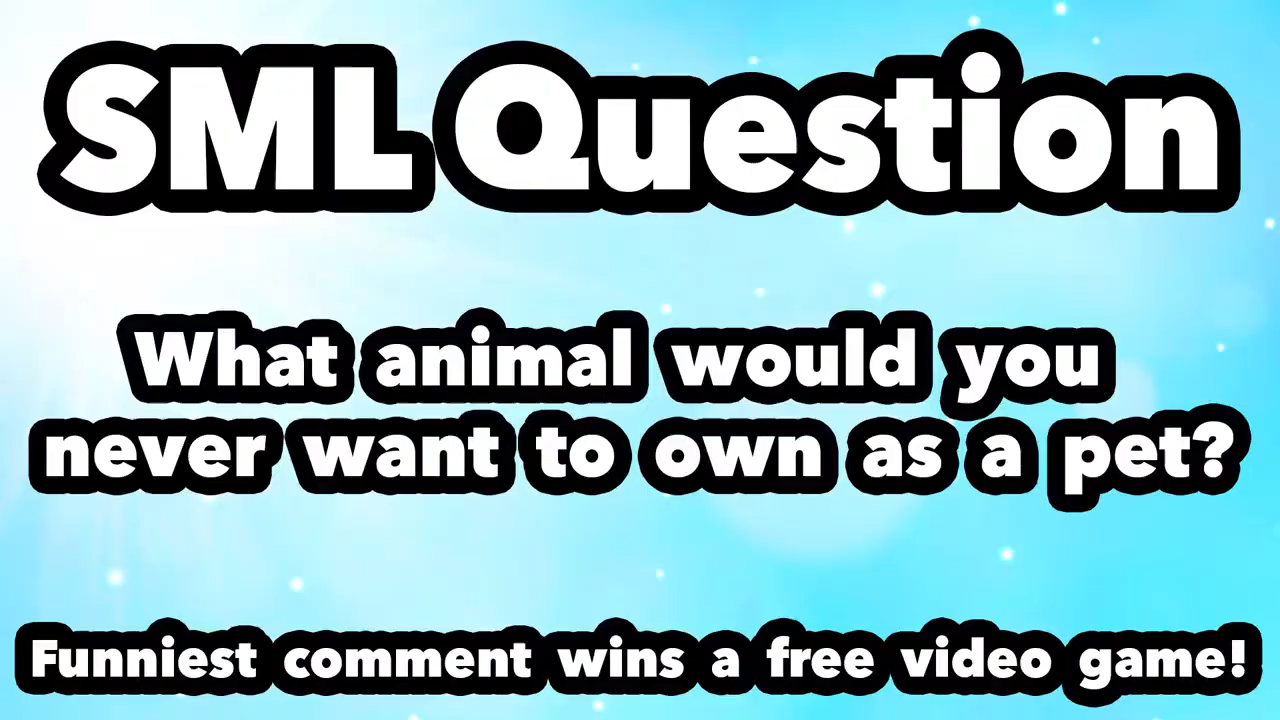 SML Question
What animal would you
never want to own as a pet?
Funniest comment wins a free video game!